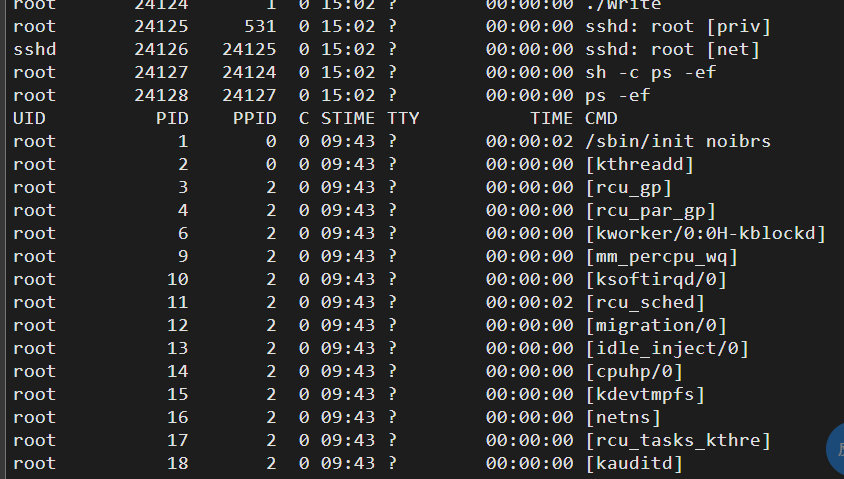 root       24124       1  0 15:02 ?        00:00:00 ./Write
root       24125     531  0 15:02 ?        00:00:00 sshd: root [priv]
sshd       24126   24125  0 15:02 ?        00:00:00 sshd: root [net]
root       24127   24124  0 15:02 ?        00:00:00 sh -c ps -ef
root       24128   24127  0 15:02 ?        00:00:00 ps -ef
UID          PID    PPID  C STIME TTY          TIME CMD
root           1       0  0 09:43 ?        00:00:02 /sbin/init noibrs
root           2       0  0 09:43 ?        00:00:00 [kthreadd]
root           3       2  0 09:43 ?        00:00:00 [rcu_gp]
root           4       2  0 09:43 ?        00:00:00 [rcu_par_gp]
root           6       2  0 09:43 ?        00:00:00 [kworker/0:0H-kblockd]
root           9       2  0 09:43 ?        00:00:00 [mm_percpu_wq]
root          10       2  0 09:43 ?        00:00:00 [ksoftirqd/0]
root          11       2  0 09:43 ?        00:00:02 [rcu_sched]
root          12       2  0 09:43 ?        00:00:00 [migration/0]
root          13       2  0 09:43 ?        00:00:00 [idle_inject/0]
root          14       2  0 09:43 ?        00:00:00 [cpuhp/0]
root          15       2  0 09:43 ?        00:00:00 [kdevtmpfs]
root          16       2  0 09:43 ?        00:00:00 [netns]
root          17       2  0 09:43 ?        00:00:00 [rcu_tasks_kthre]
root          18       2  0 09:43 ?        00:00:00 [kauditd]